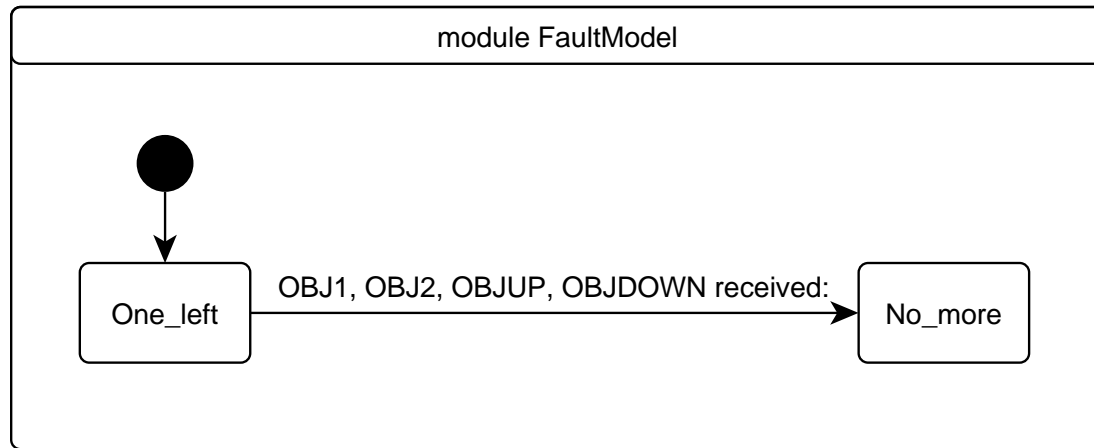 module FaultModel
OBJ1, OBJ2, OBJUP, OBJDOWN received:
One_left
No_more